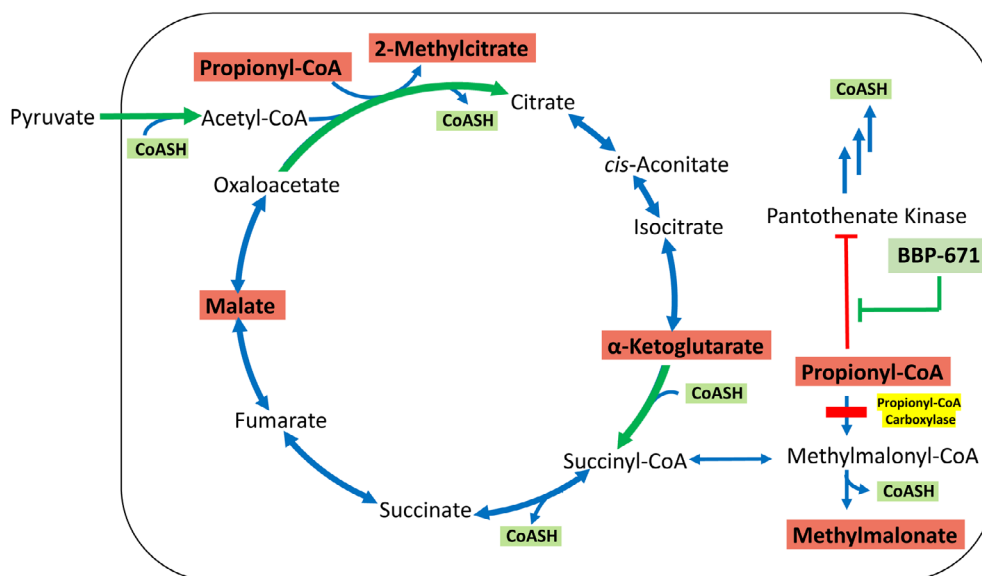 2-Methylcitrate
Propionyl-CoA
CoASH
Citrate
Pyruvate
Acetyl-CoA
CoASH
CoASH
cis-Aconitate
Oxaloacetate
Isocitrate
Pantothenate Kinase
BBP-671
Malate
α-Ketoglutarate
Propionyl-CoA
CoASH
Propionyl-CoA
Carboxylase
Fumarate
Succinyl-CoA
Methylmalonyl-CoA
CoASH
Succinate
CoASH
Methylmalonate